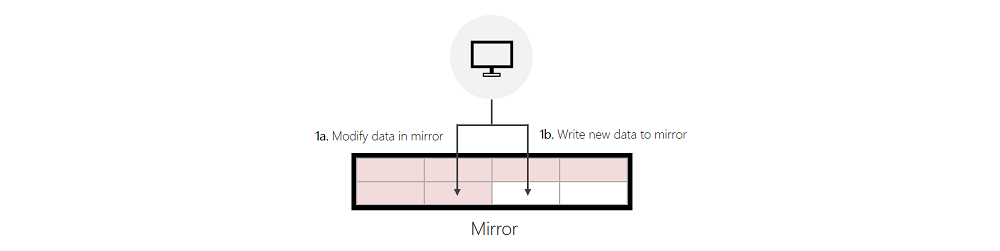 1a. Modify data in mirror
1b. Write new data to mirror
Mirror